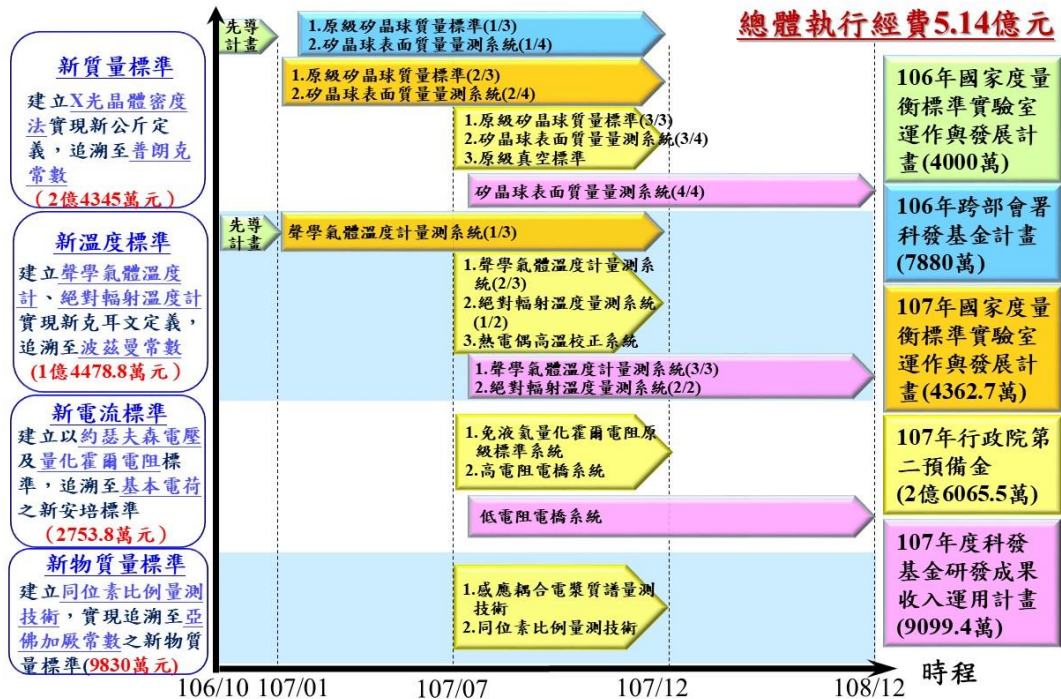 總體執行經費5.14億元
新質量標準
建立X光晶體密度
法實現新公斤定
義，追溯至普朗克
常數
(2億4345萬元)
先導
計畫
1.原級矽晶球質量標準(1/3)
2.矽晶球表面質量量測系統(1/4)
1.原級矽晶球質量標準(2/3)
2.矽晶球表面質量量測系統(2/4)
1.原級矽晶球質量標準(3/3)
2.矽晶球表面質量量測系統(3/4)
3.原級真空標準
矽晶球表面質量量測系統(4/4)
新溫度標準
建立聲學氣體溫度
計、絕對輻射溫度計
實現新克耳文定義，
追溯至波茲曼常數
(1億4478.8萬元)
先導
計畫
聲學氣體溫度計量測系統(1/3)
1.聲學氣體溫度計量測系
統(2/3)
2.絕對輻射溫度量測系統
(1/2)
3.熱電偶高溫校正系統
1.聲學氣體溫度計量測系統(3/3)
2.絕對輻射溫度量測系統(2/2)
新電流標準
建立以約瑟夫森電壓
及量化霍爾電阻標
準，追溯至基本電荷
之新安培標準
(2753.8萬元)
1.免液氦量化霍爾電阻原
級標準系統
2.高電阻電橋系統
低電阻電橋系統
新物質量標準
建立同位素比例量測
技術，實現追溯至亞
佛加厥常數之新物質
量標準(9830萬元)
1.感應耦合電漿質譜量測
技術
2.同位素比例量測技術
106年國家度量
衡標準實驗室
運作與發展計
畫(4000萬)
106年跨部會署
科發基金計畫
(7880萬)
107年國家度量
衡標準實驗室
運作與發展計
畫(4362.7萬)
107年行政院第
二預備金
(2億6065.5萬)
107年度科發
基金研發成果
收入運用計畫
(9099.4萬)
時程
106/10 107/01 107/07 107/12 108/12